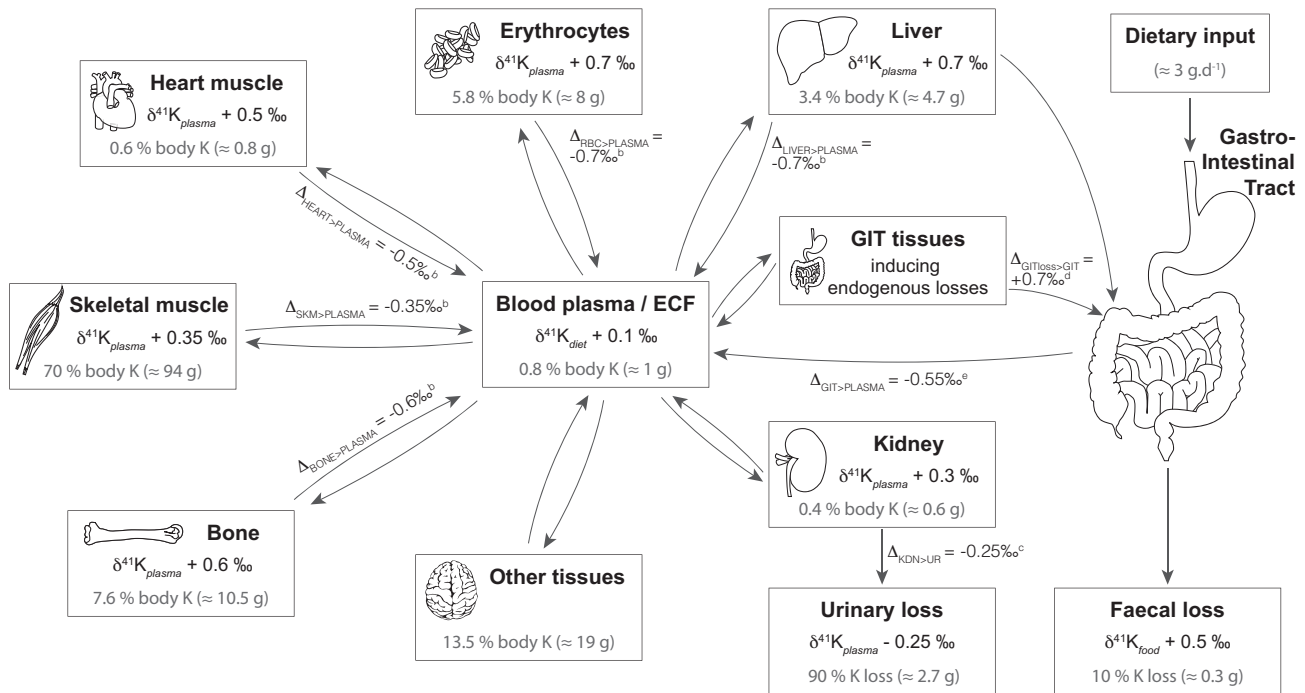 Erythrocytes
δ⁴¹Kplasma + 0.7 ‰
5.8 % body K (≈ 8 g)
Liver
δ⁴¹Kplasma + 0.7 ‰
3.4 % body K (≈ 4.7 g)
Dietary input
(≈ 3 g.d⁻¹)
Heart muscle
δ⁴¹Kplasma + 0.5 ‰
0.6 % body K (≈ 0.8 g)
ΔRBC>PLASMA =
-0.7‰ᵇ
ΔLIVER>PLASMA =
-0.7‰ᵇ
Gastro-
Intestinal
Tract
ΔHEART>PLASMA = -0.5‰ᵇ
GIT tissues
inducing
endogenous losses
ΔGITloss>GIT =
+0.7‰ᵈ
Skeletal muscle
δ⁴¹Kplasma + 0.35 ‰
70 % body K (≈ 94 g)
ΔSKM>PLASMA = -0.35‰ᵇ
Blood plasma / ECF
δ⁴¹Kdiet + 0.1 ‰
0.8 % body K (≈ 1 g)
ΔGIT>PLASMA = -0.55‰ᵉ
ΔBONE>PLASMA = -0.6‰ᵇ
Kidney
δ⁴¹Kplasma + 0.3 ‰
0.4 % body K (≈ 0.6 g)
Bone
δ⁴¹Kplasma + 0.6 ‰
7.6 % body K (≈ 10.5 g)
Other tissues
13.5 % body K (≈ 19 g)
ΔKDN>UR = -0.25‰ᶜ
Urinary loss
δ⁴¹Kplasma - 0.25 ‰
90 % K loss (≈ 2.7 g)
Faecal loss
δ⁴¹Kfood + 0.5 ‰
10 % K loss (≈ 0.3 g)